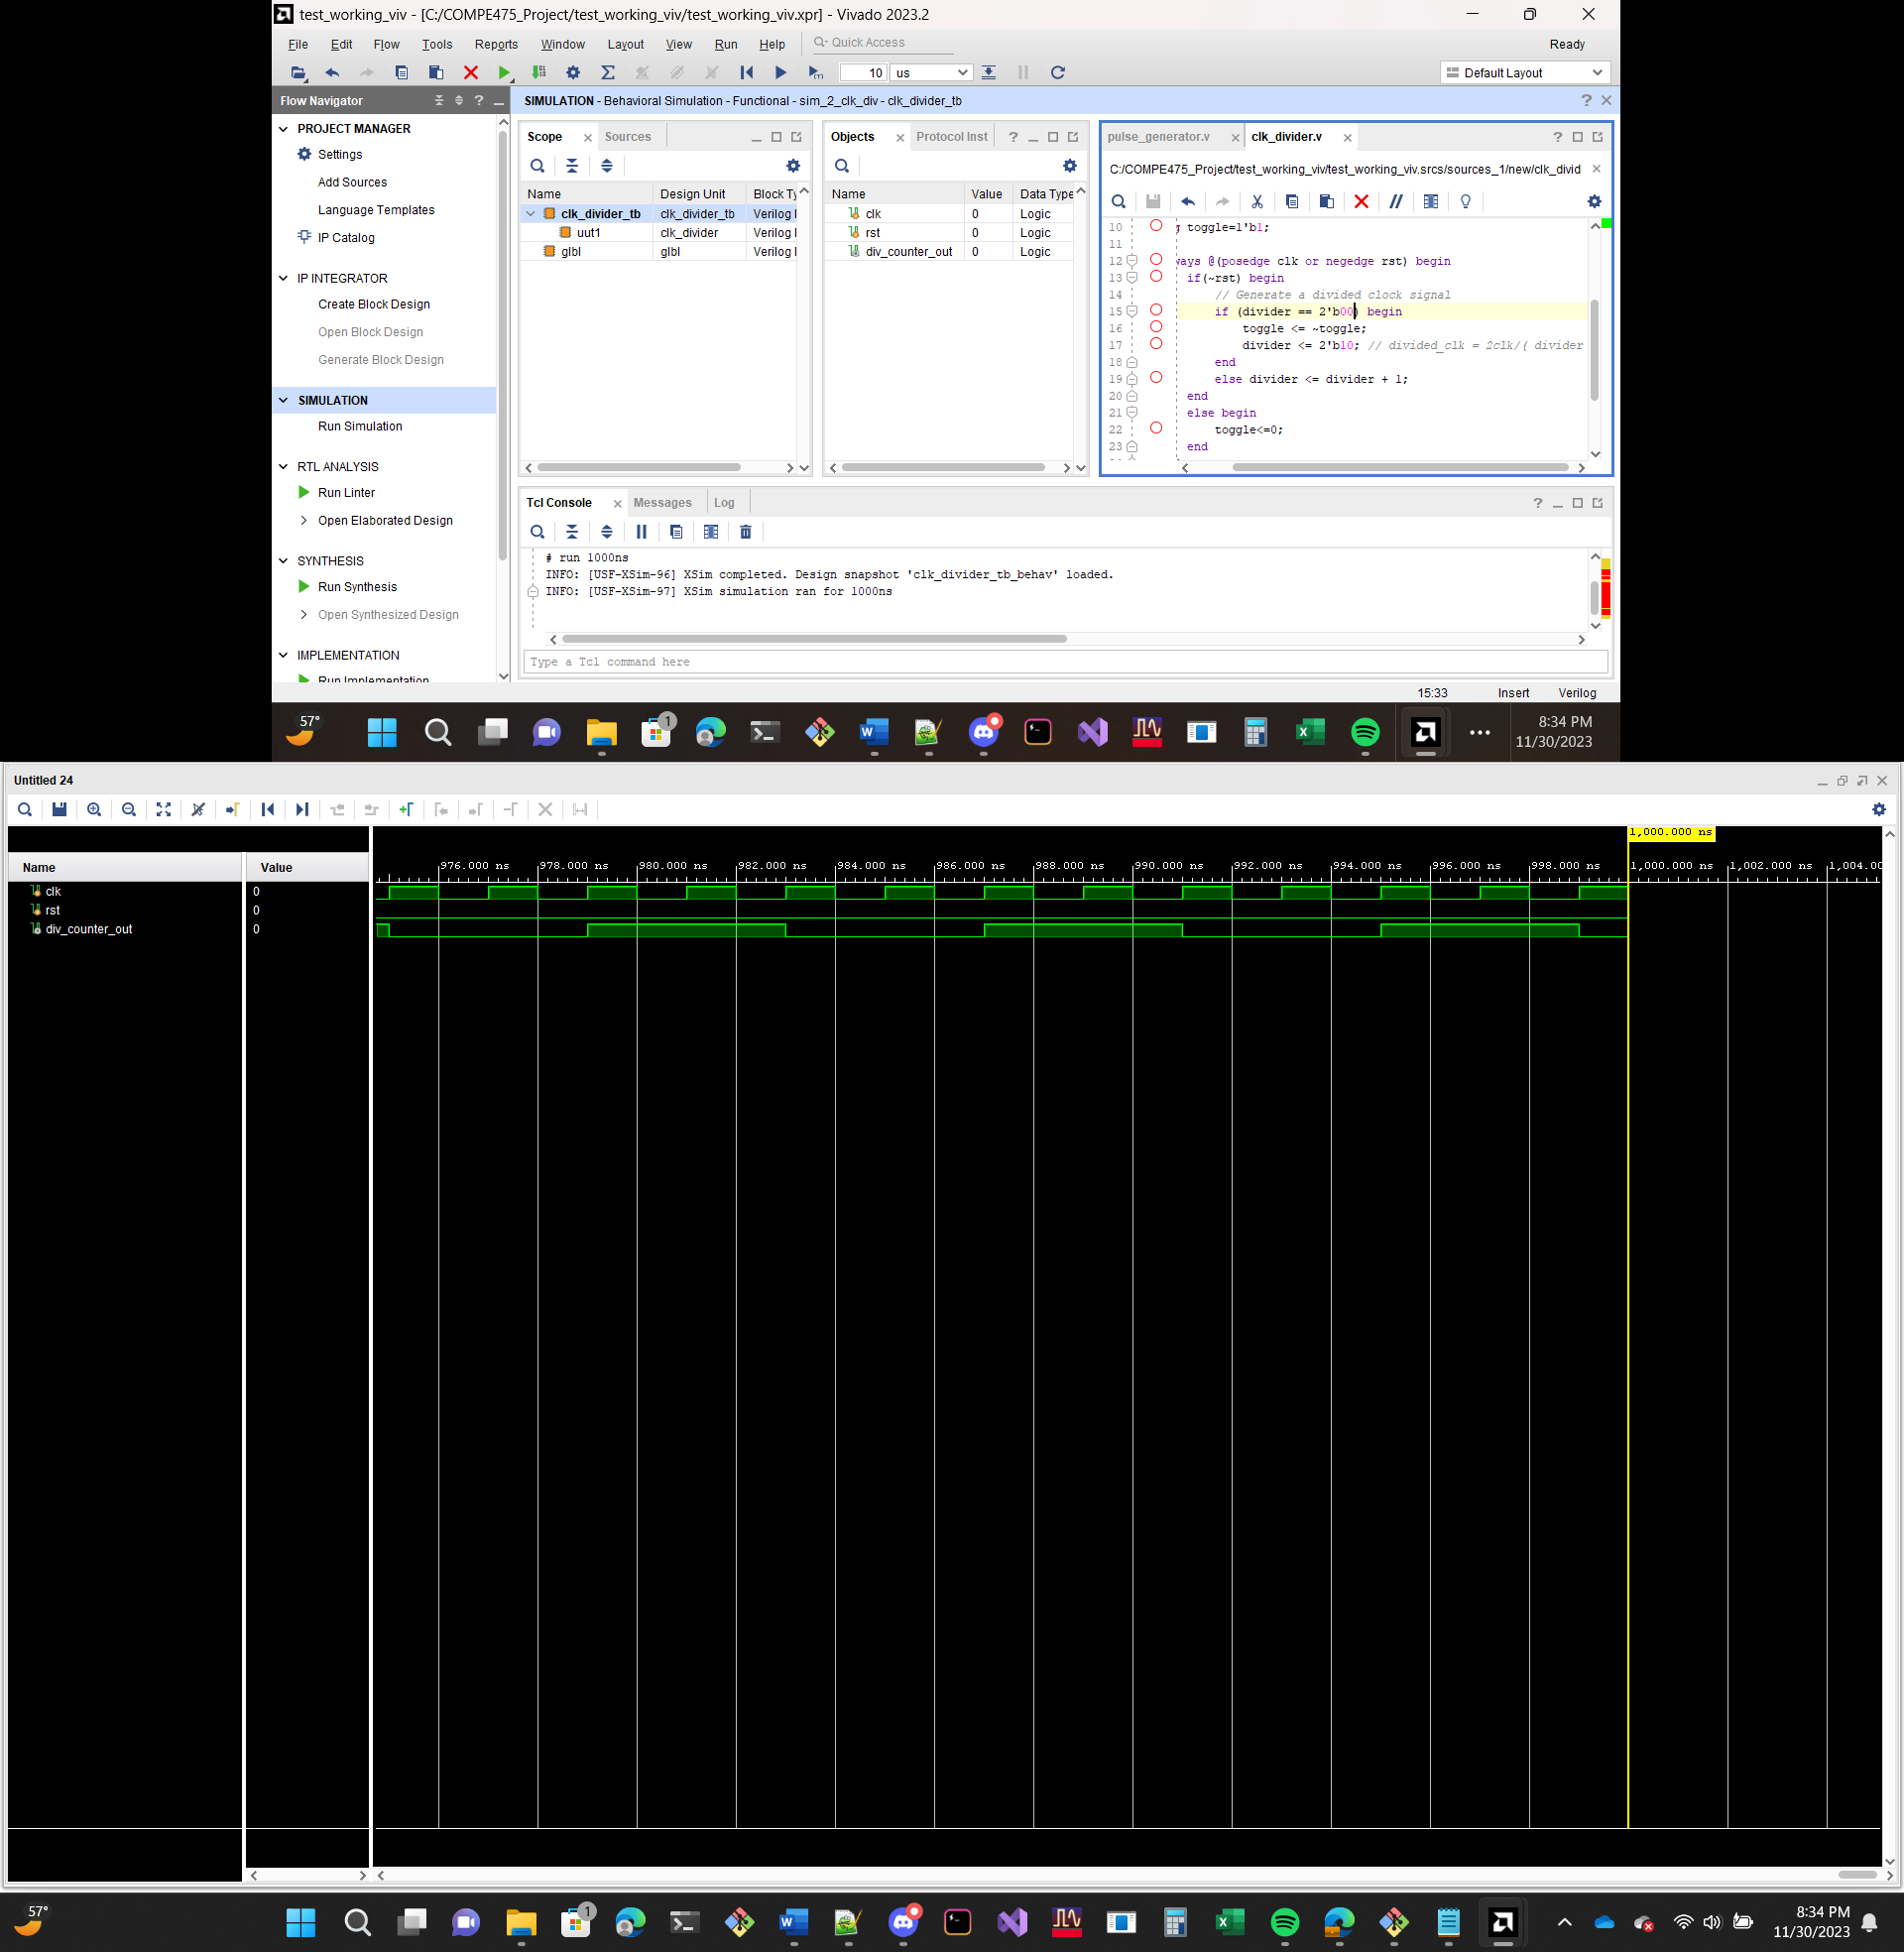 test_working_viv - [C:/COMPE475_Project/test_working_viv/test_working_viv.xpr] - Vivado 2023.2
File Edit Flow Tools Reports Window Layout View Run Help Quick Access Ready
10 us Default Layout
Flow Navigator
PROJECT MANAGER
Settings
Add Sources
Language Templates
IP Catalog
IP INTEGRATOR
Create Block Design
Open Block Design
Generate Block Design
SIMULATION
Run Simulation
RTL ANALYSIS
Run Linter
Open Elaborated Design
SYNTHESIS
Run Synthesis
Open Synthesized Design
IMPLEMENTATION
Run Implementation
SIMULATION - Behavioral Simulation - Functional - sim_2_clk_div - clk_divider_tb
Scope Sources
Name Design Unit Block Ty
clk_divider_tb clk_divider_tb Verilog
uut1 clk_divider Verilog
glbl glbl Verilog
Objects Protocol Inst
Name Value Data Type
clk 0 Logic
rst 0 Logic
div_counter_out 0 Logic
pulse_generator.v clk_divider.v
C:/COMPE475_Project/test_working_viv/test_working_viv.srcs/sources_1/new/clk_divid
10 g toggle=1'b1;
11
12 ways @(posedge clk or negedge rst) begin
13 if(~rst) begin
14 // Generate a divided clock signal
15 if (divider == 2'b00) begin
16 toggle <= ~toggle;
17 divider <= 2'b10; // divided_clk = 2clk/( divider
18 end
19 else divider <= divider + 1;
20 end
21 else begin
22 toggle<=0;
23 end
Tcl Console Messages Log
# run 1000ns
INFO: [USF-XSim-96] XSim completed. Design snapshot 'clk_divider_tb_behav' loaded.
INFO: [USF-XSim-97] XSim simulation ran for 1000ns
Type a Tcl command here
15:33 Insert Verilog
57° 1 8:34 PM
11/30/2023
Untitled 24
1,000.000 ns
Name Value
976.000 ns 978.000 ns 980.000 ns 982.000 ns 984.000 ns 986.000 ns 988.000 ns 990.000 ns 992.000 ns 994.000 ns 996.000 ns 998.000 ns 1,000.000 ns 1,002.000 ns 1,004.00
clk 0
rst 0
div_counter_out 0
57° 1 8:34 PM
11/30/2023